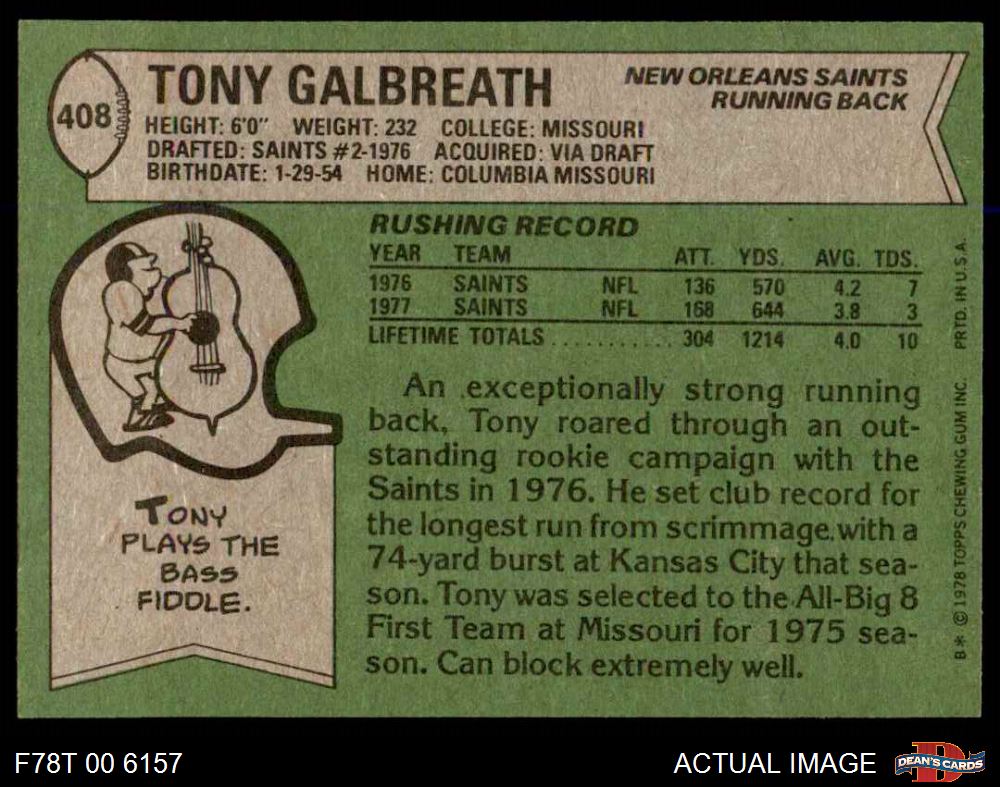 408
TONY GALBREATH
NEW ORLEANS SAINTS
RUNNING BACK
HEIGHT: 6'0" WEIGHT: 232 COLLEGE: MISSOURI
DRAFTED: SAINTS #2-1976 ACQUIRED: VIA DRAFT
BIRTHDATE: 1-29-54 HOME: COLUMBIA MISSOURI
RUSHING RECORD
YEAR TEAM ATT. YDS. AVG. TDS.
1976 SAINTS NFL 136 570 4.2 7
1977 SAINTS NFL 168 644 3.8 3
LIFETIME TOTALS ........... 304 1214 4.0 10
An exceptionally strong running
back, Tony roared through an out-
standing rookie campaign with the
Saints in 1976. He set club record for
the longest run from scrimmage with a
74-yard burst at Kansas City that sea-
son. Tony was selected to the All-Big 8
First Team at Missouri for 1975 sea-
son. Can block extremely well.
TONY
PLAYS THE
BASS
FIDDLE.
B* © 1978 TOPPS CHEWING GUM INC. PRTD. IN U.S.A.
F78T 00 6157
ACTUAL IMAGE
DEAN'S CARDS